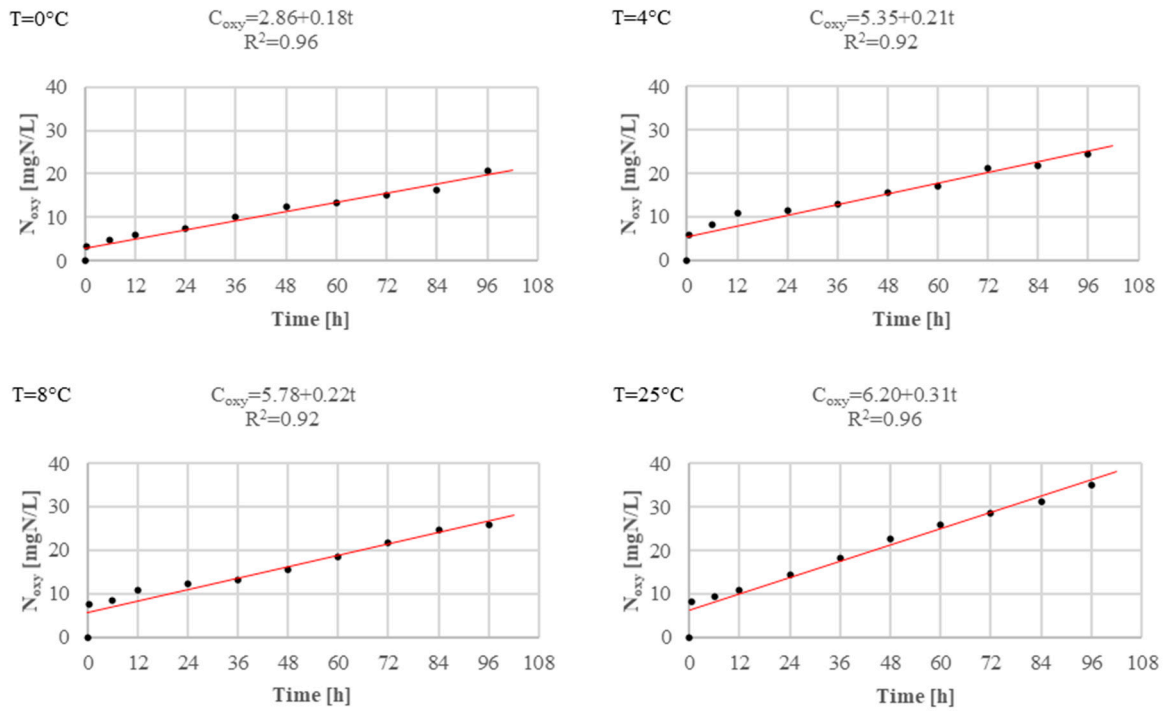 T=0°C
C_oxy=2.86+0.18t
R²=0.96
N_oxy [mgN/L]
40
30
20
10
0
0 12 24 36 48 60 72 84 96 108
Time [h]
T=4°C
C_oxy=5.35+0.21t
R²=0.92
N_oxy [mgN/L]
40
30
20
10
0
0 12 24 36 48 60 72 84 96 108
Time [h]
T=8°C
C_oxy=5.78+0.22t
R²=0.92
N_oxy [mgN/L]
40
30
20
10
0
0 12 24 36 48 60 72 84 96 108
Time [h]
T=25°C
C_oxy=6.20+0.31t
R²=0.96
N_oxy [mgN/L]
40
30
20
10
0
0 12 24 36 48 60 72 84 96 108
Time [h]